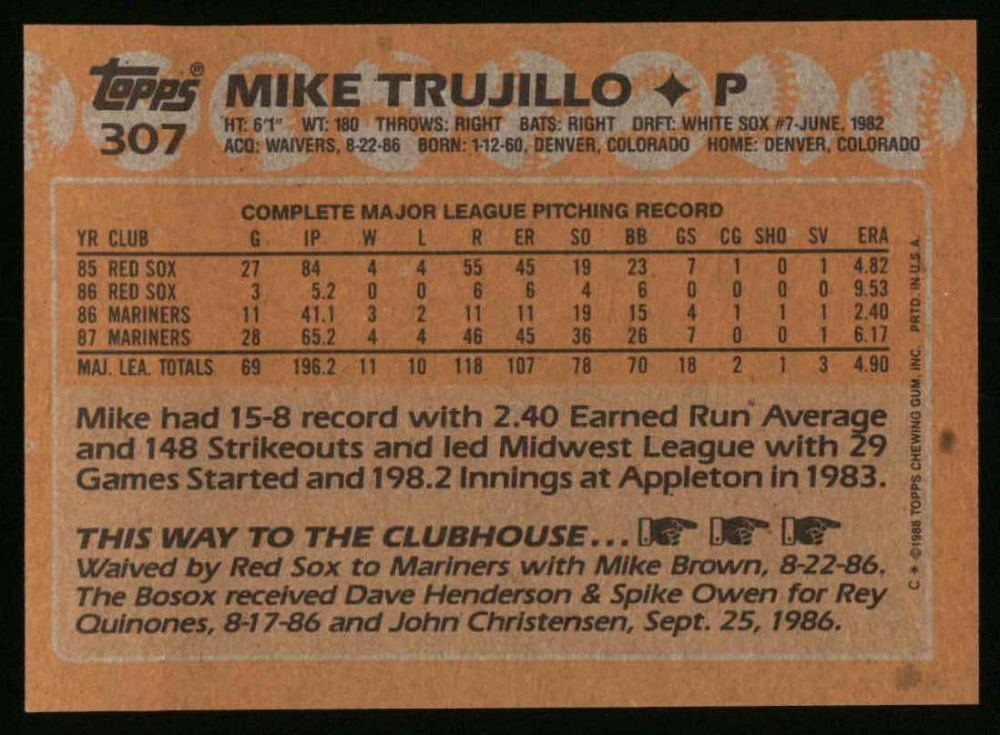 topps® MIKE TRUJILLO ✦ P
307
HT: 6'1" WT: 180 THROWS: RIGHT BATS: RIGHT DRFT: WHITE SOX #7-JUNE, 1982
ACQ: WAIVERS, 8-22-86 BORN: 1-12-60, DENVER, COLORADO HOME: DENVER, COLORADO
COMPLETE MAJOR LEAGUE PITCHING RECORD
YR CLUB G IP W L R ER SO BB GS CG SHO SV ERA
85 RED SOX 27 84 4 4 55 45 19 23 7 1 0 1 4.82
86 RED SOX 3 5.2 0 0 6 6 4 6 0 0 0 0 9.53
86 MARINERS 11 41.1 3 2 11 11 19 15 4 1 1 1 2.40
87 MARINERS 28 65.2 4 4 46 45 36 26 7 0 0 1 6.17
MAJ. LEA. TOTALS 69 196.2 11 10 118 107 78 70 18 2 1 3 4.90
Mike had 15-8 record with 2.40 Earned Run Average
and 148 Strikeouts and led Midwest League with 29
Games Started and 198.2 Innings at Appleton in 1983.
THIS WAY TO THE CLUBHOUSE...
Waived by Red Sox to Mariners with Mike Brown, 8-22-86.
The Bosox received Dave Henderson & Spike Owen for Rey
Quinones, 8-17-86 and John Christensen, Sept. 25, 1986.
C * ©1988 TOPPS CHEWING GUM, INC. PRTD. IN U.S.A.